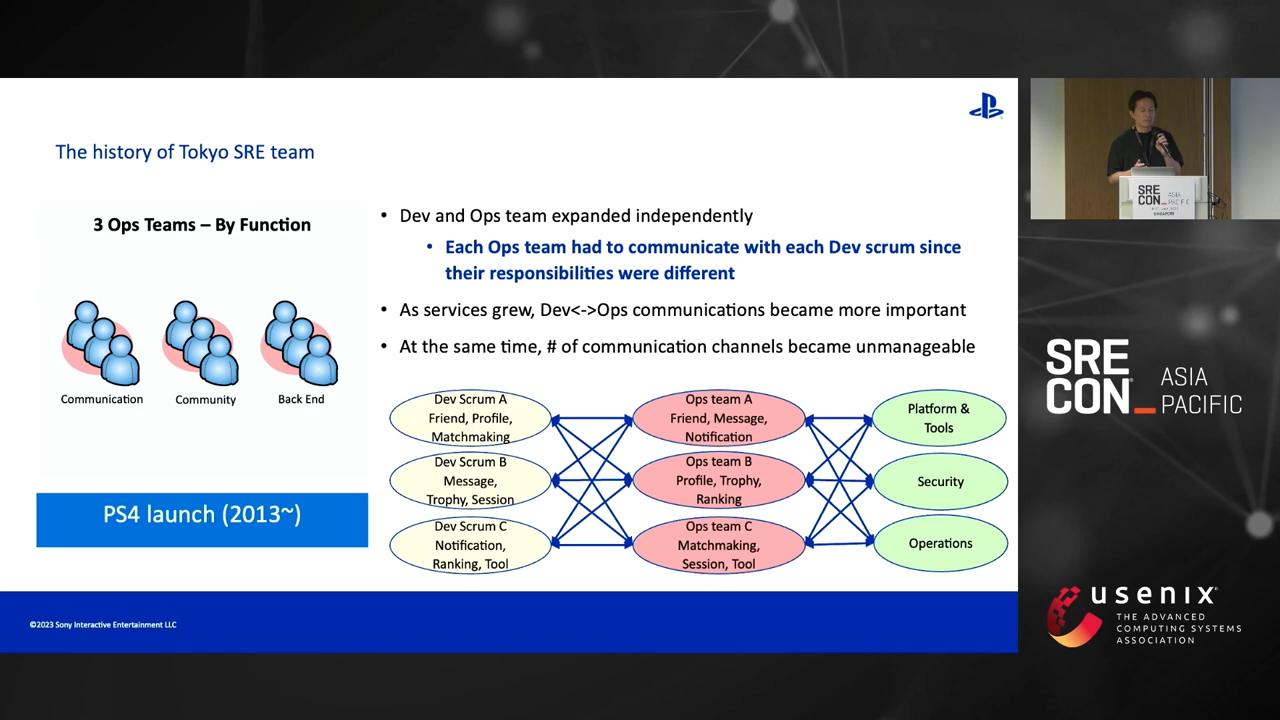 The history of Tokyo SRE team
3 Ops Teams – By Function
Communication
Community
Back End
PS4 launch (2013~)
• Dev and Ops team expanded independently
• Each Ops team had to communicate with each Dev scrum since
their responsibilities were different
• As services grew, Dev<->Ops communications became more important
• At the same time, # of communication channels became unmanageable
Dev Scrum A
Friend, Profile,
Matchmaking
Ops team A
Friend, Message,
Notification
Platform &
Tools
Dev Scrum B
Message,
Trophy, Session
Ops team B
Profile, Trophy,
Ranking
Security
Dev Scrum C
Notification,
Ranking, Tool
Ops team C
Matchmaking,
Session, Tool
Operations
©2023 Sony Interactive Entertainment LLC
SRE
CON
ASIA
PACIFIC
SINGAPORE
SRE
CON_
ASIA
PACIFIC
usenix
THE ADVANCED
COMPUTING SYSTEMS
ASSOCIATION